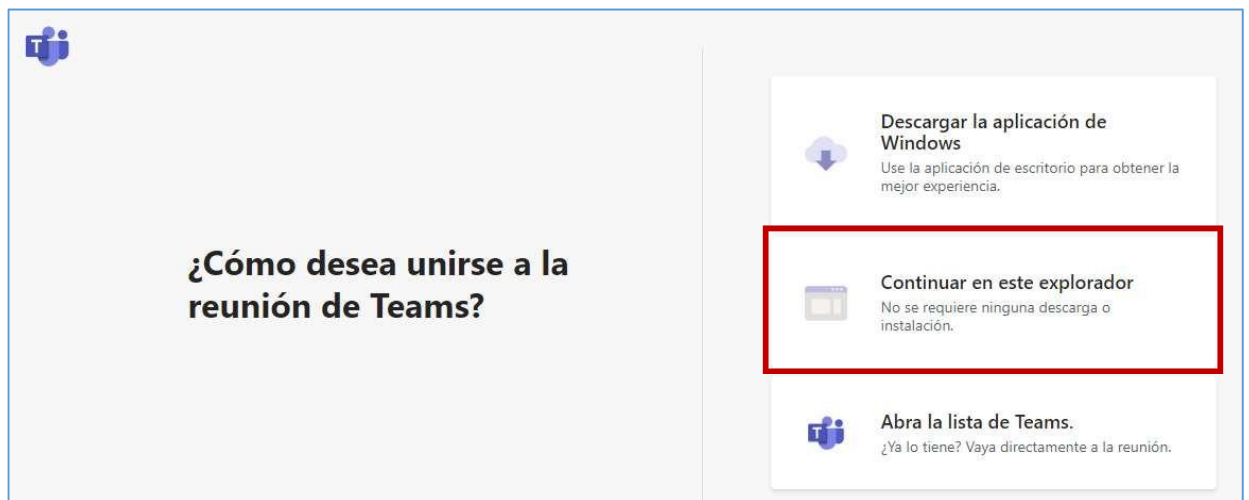 ¿Cómo desea unirse a la
reunión de Teams?
Descargar la aplicación de
Windows
Use la aplicación de escritorio para obtener la
mejor experiencia.
Continuar en este explorador
No se requiere ninguna descarga o
instalación.
Abra la lista de Teams.
¿Ya lo tiene? Vaya directamente a la reunión.